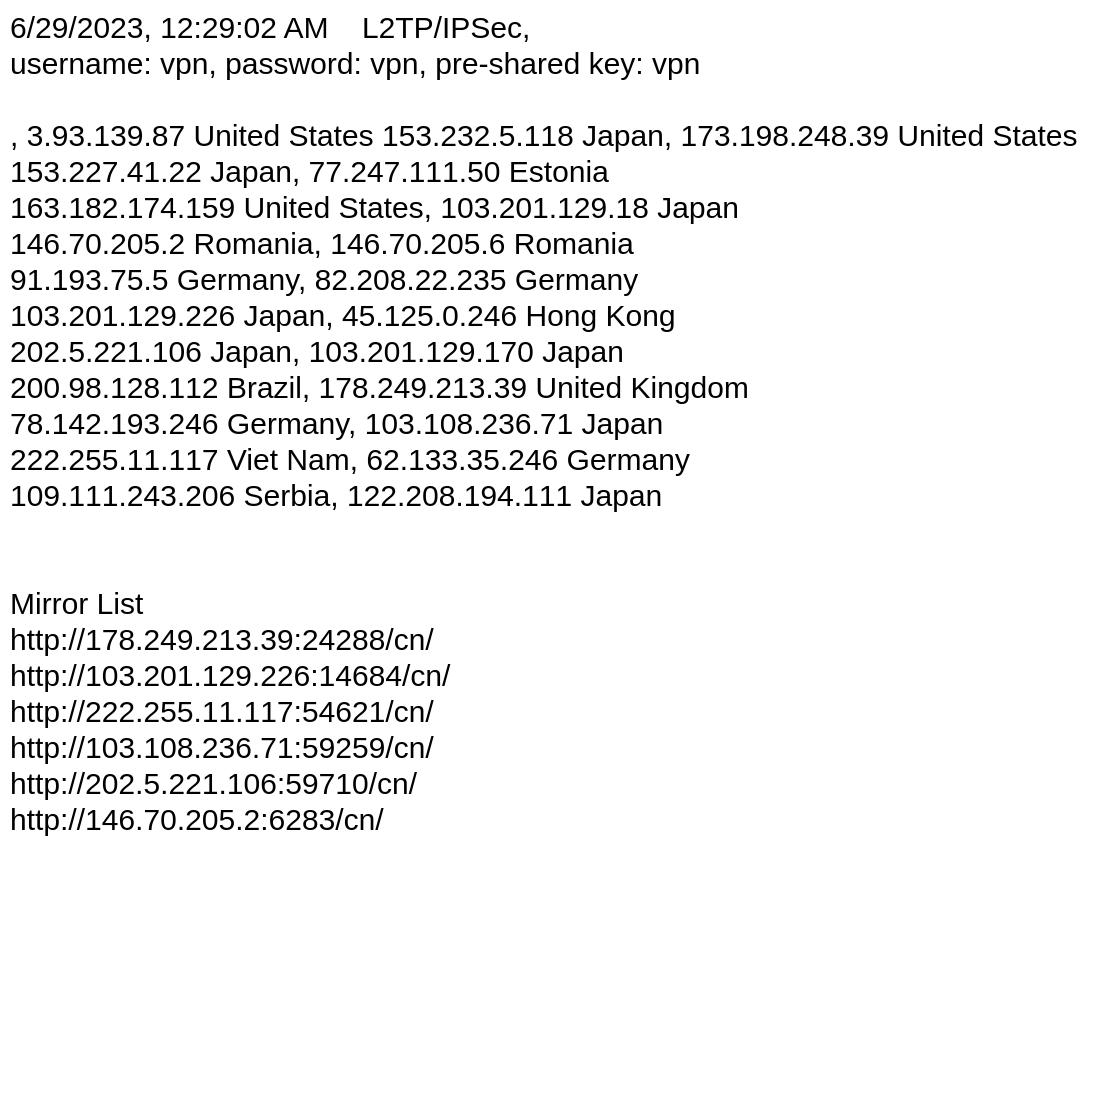 6/29/2023, 12:29:02 AM    L2TP/IPSec,
username: vpn, password: vpn, pre-shared key: vpn
, 3.93.139.87 United States 153.232.5.118 Japan, 173.198.248.39 United States
153.227.41.22 Japan, 77.247.111.50 Estonia
163.182.174.159 United States, 103.201.129.18 Japan
146.70.205.2 Romania, 146.70.205.6 Romania
91.193.75.5 Germany, 82.208.22.235 Germany
103.201.129.226 Japan, 45.125.0.246 Hong Kong
202.5.221.106 Japan, 103.201.129.170 Japan
200.98.128.112 Brazil, 178.249.213.39 United Kingdom
78.142.193.246 Germany, 103.108.236.71 Japan
222.255.11.117 Viet Nam, 62.133.35.246 Germany
109.111.243.206 Serbia, 122.208.194.111 Japan
Mirror List
http://178.249.213.39:24288/cn/
http://103.201.129.226:14684/cn/
http://222.255.11.117:54621/cn/
http://103.108.236.71:59259/cn/
http://202.5.221.106:59710/cn/
http://146.70.205.2:6283/cn/